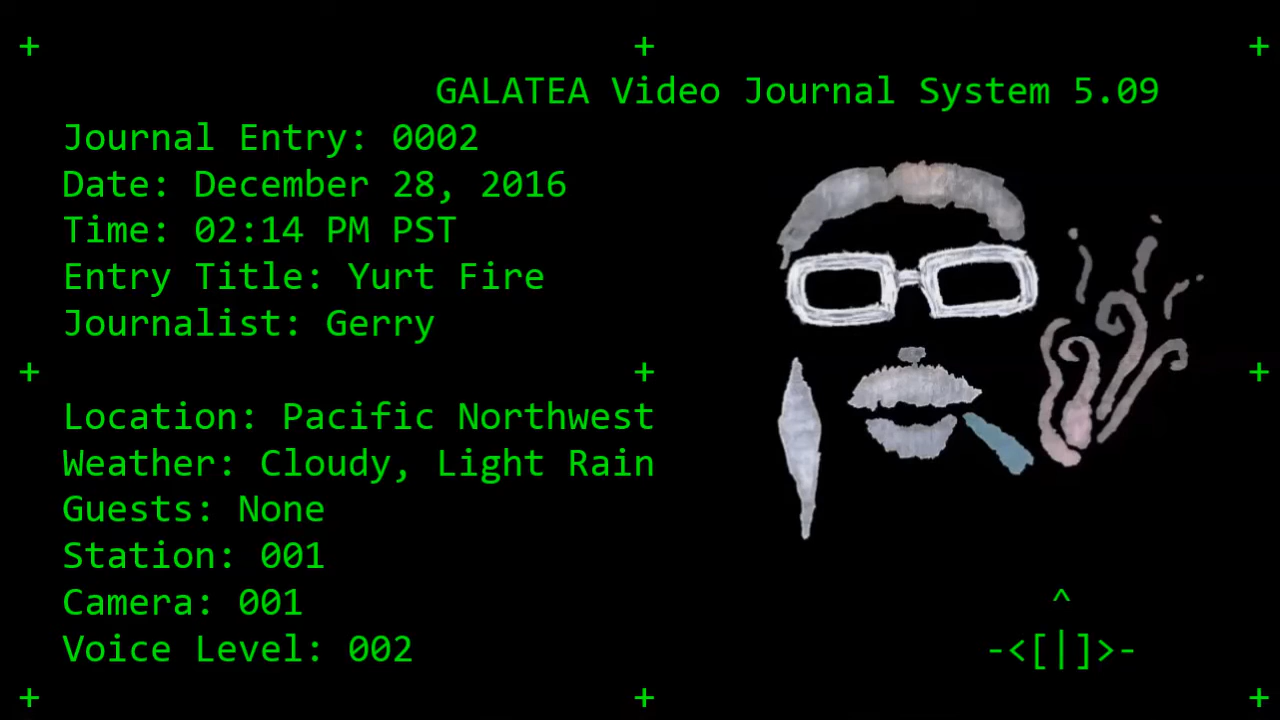 + + +
GALATEA Video Journal System 5.09
Journal Entry: 0002
Date: December 28, 2016
Time: 02:14 PM PST
Entry Title: Yurt Fire
Journalist: Gerry
+ + +
Location: Pacific Northwest
Weather: Cloudy, Light Rain
Guests: None
Station: 001
Camera: 001
^
Voice Level: 002
-<[|]>-
+ + +